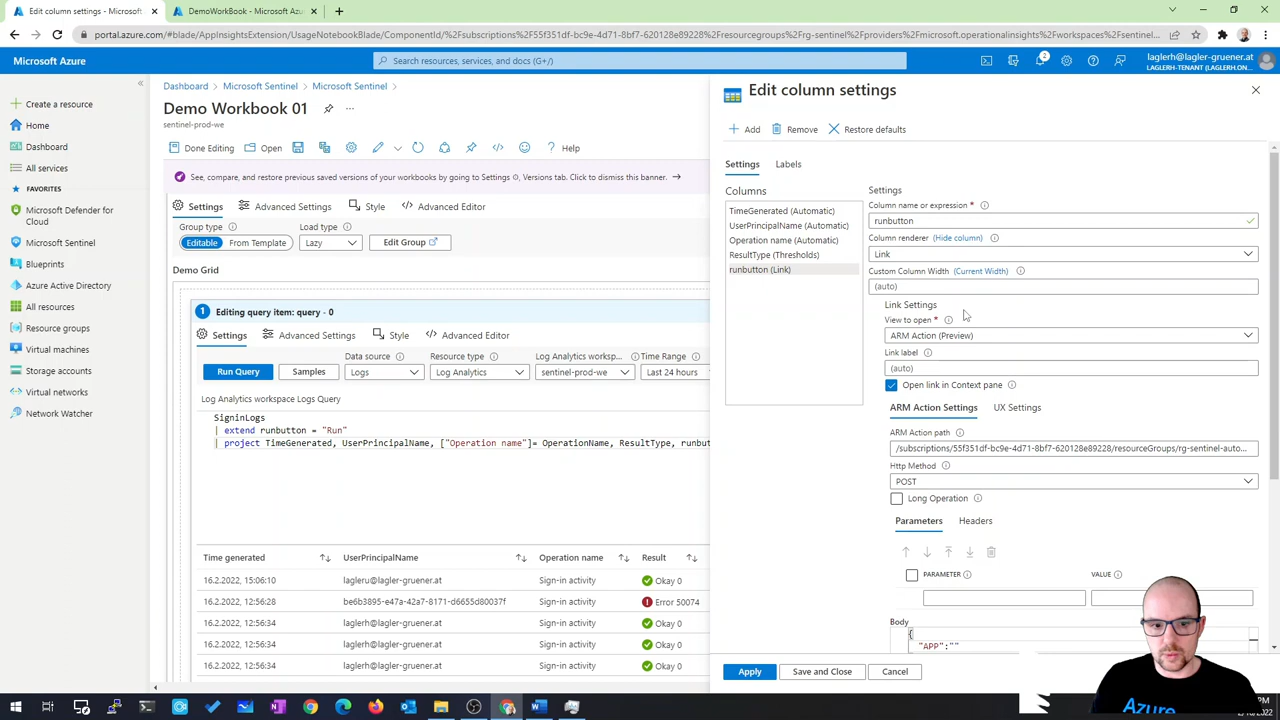 Edit column settings - Microsoft
DemoWorkBook - Microsoft Az
portal.azure.com/#blade/AppInsightsExtension/UsageNotebookBlade/ComponentId/%2Fsubscriptions%2F55f351df-bc9e-4d71-8bf7-620128e89228%2Fresourcegroups%2Frg-sentinel%2Fproviders%2Fmicrosoft.operationalinsights%2Fworkspaces%2Fsentinel...
Microsoft Azure
Search resources, services, and docs (G+/)
2
laglerh@lagler-gruener.at
LAGLERH-TENANT (LAGLERH.ON...
Create a resource
Home
Dashboard
All services
FAVORITES
Microsoft Defender for
Cloud
Microsoft Sentinel
Blueprints
Azure Active Directory
All resources
Resource groups
Virtual machines
Storage accounts
Virtual networks
Network Watcher
Dashboard > Microsoft Sentinel > Microsoft Sentinel >
Demo Workbook 01
sentinel-prod-we
Done Editing
Open
Help
See, compare, and restore previous saved versions of your workbooks by going to Settings, Versions tab. Click to dismiss this banner.
Settings
Advanced Settings
Style
Advanced Editor
Group type
Load type
Editable
From Template
Lazy
Edit Group
Demo Grid
1
Editing query item: query - 0
Settings
Advanced Settings
Style
Advanced Editor
Data source
Resource type
Log Analytics worksp...
Time Range
Run Query
Samples
Logs
Log Analytics
sentinel-prod-we
Last 24 hours
Log Analytics workspace Logs Query
SigninLogs
| extend runbutton = "Run"
| project TimeGenerated, UserPrincipalName, ["Operation name"]= OperationName, ResultType, runbut
Time generated
UserPrincipalName
Operation name
Result
16.2.2022, 15:06:10
lagleru@lagler-gruener.at
Sign-in activity
Okay 0
16.2.2022, 12:56:28
be6b3895-e47a-42a7-8171-d6655d80037f
Sign-in activity
Error 50074
16.2.2022, 12:56:34
laglerh@lagler-gruener.at
Sign-in activity
Okay 0
16.2.2022, 12:56:34
laglerh@lagler-gruener.at
Sign-in activity
Okay 0
16.2.2022, 12:56:34
laglerh@lagler-gruener.at
Sign-in activity
Okay 0
Edit column settings
Add
Remove
Restore defaults
Settings
Labels
Columns
TimeGenerated (Automatic)
UserPrincipalName (Automatic)
Operation name (Automatic)
ResultType (Thresholds)
runbutton (Link)
Settings
Column name or expression *
runbutton
Column renderer (Hide column)
Link
Custom Column Width (Current Width)
(auto)
Link Settings
View to open *
ARM Action (Preview)
Link label
(auto)
Open link in Context pane
ARM Action Settings
UX Settings
ARM Action path
/subscriptions/55f351df-bc9e-4d71-8bf7-620128e89228/resourceGroups/rg-sentinel-auto...
Http Method
POST
Long Operation
Parameters
Headers
PARAMETER
VALUE
Body
{
"APP":""
Apply
Save and Close
Cancel
Azure